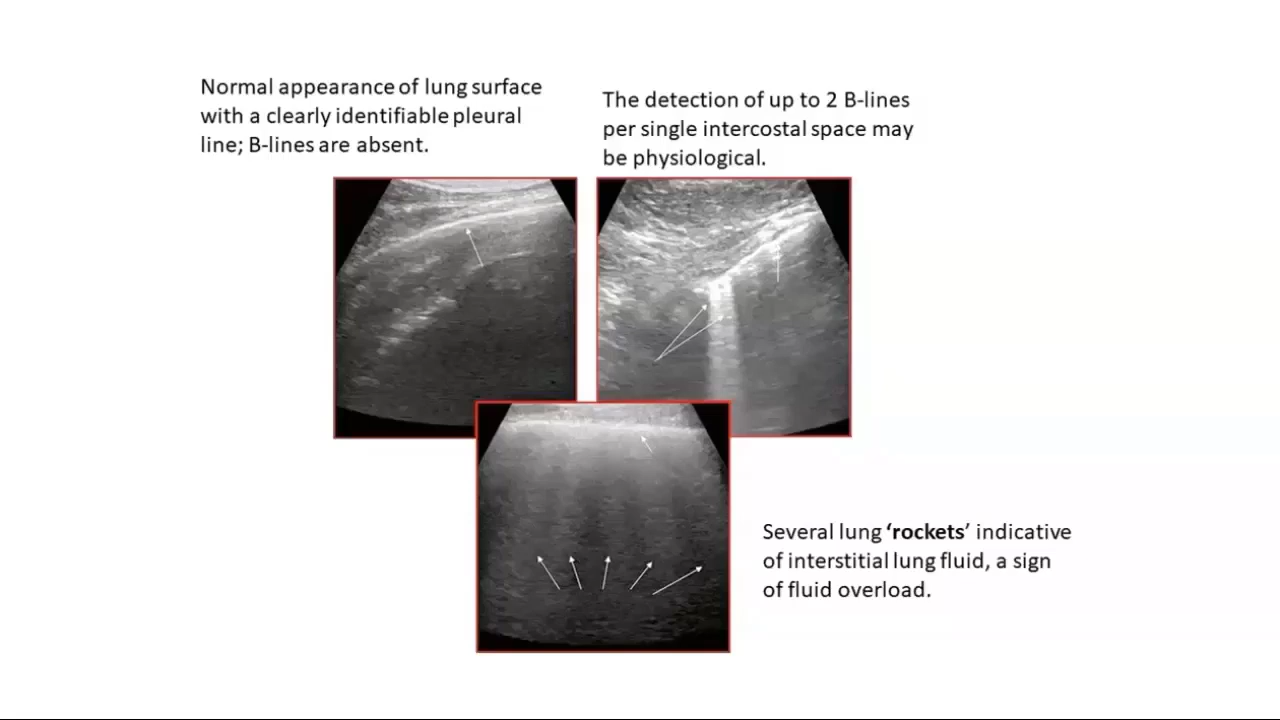 Normal appearance of lung surface
with a clearly identifiable pleural
line; B-lines are absent.
The detection of up to 2 B-lines
per single intercostal space may
be physiological.
Several lung ‘rockets’ indicative
of interstitial lung fluid, a sign
of fluid overload.